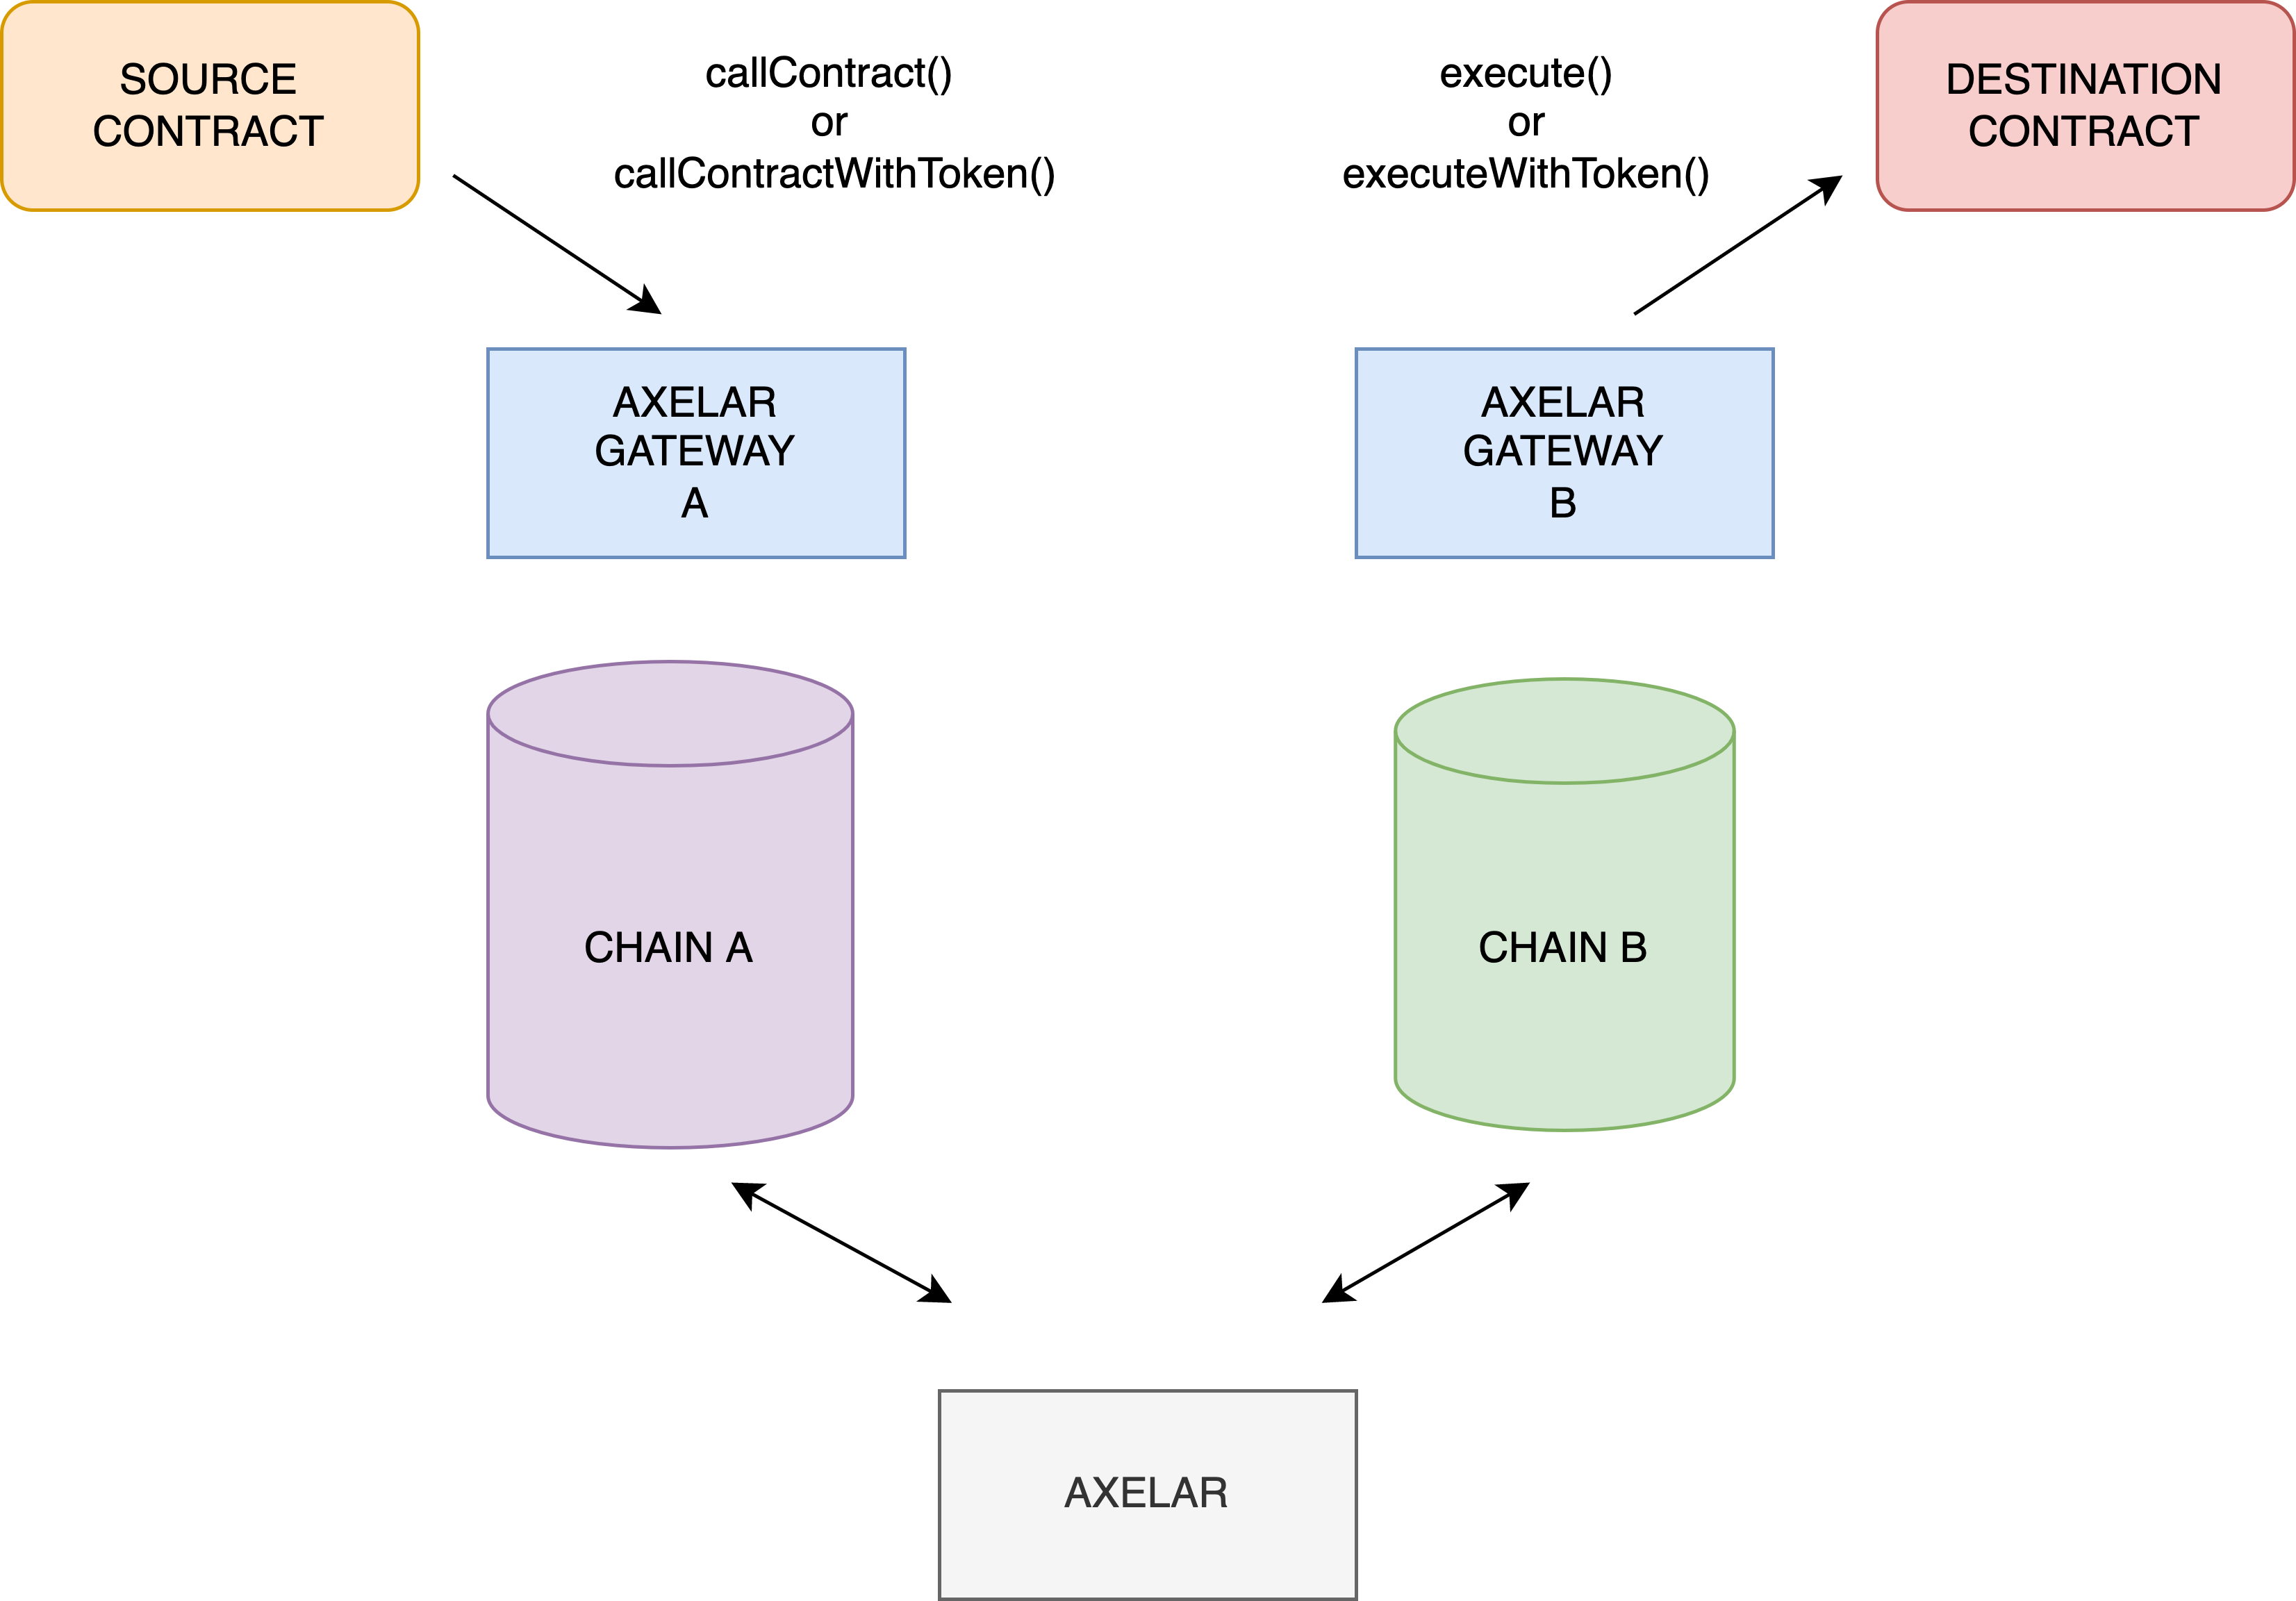 SOURCE
CONTRACT
callContract()
or
callContractWithToken()
execute()
or
executeWithToken()
DESTINATION
CONTRACT
AXELAR
GATEWAY
A
AXELAR
GATEWAY
B
CHAIN A
CHAIN B
AXELAR